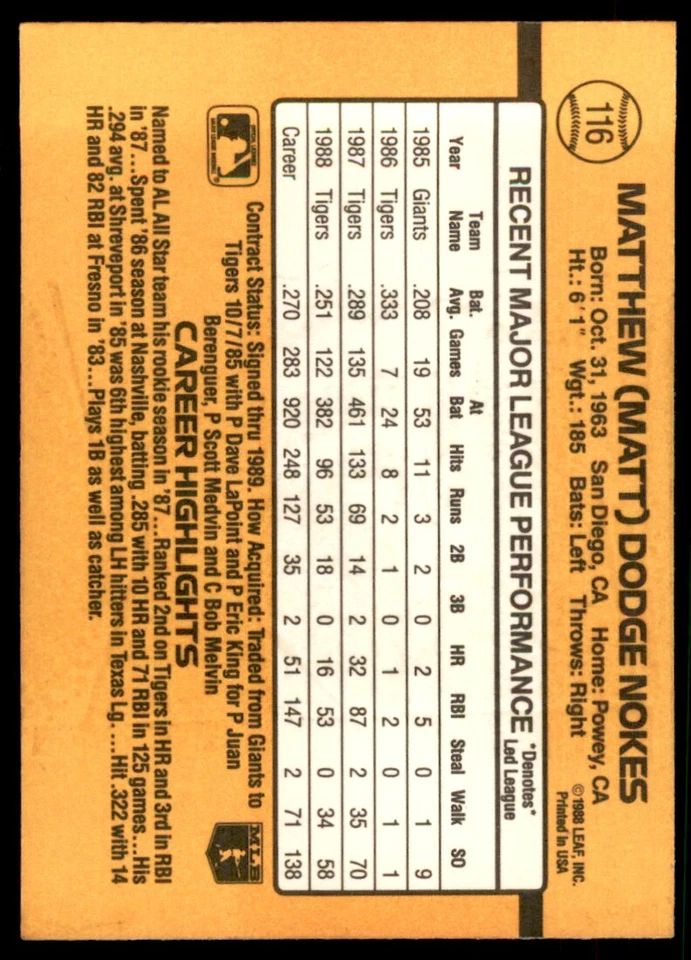 116
MATTHEW (MATT) DODGE NOKES
Born: Oct. 31, 1963 San Diego, CA Home: Powey, CA
Ht.: 6'1" Wgt.: 185 Bats: Left Throws: Right
©1988 LEAF, INC.
Printed in USA
RECENT MAJOR LEAGUE PERFORMANCE *Denotes*
Led League
Year Team Name Bat. Avg. Games At Bat Hits Runs 2B 3B HR RBI Steal Walk SO
1985 Giants .208 19 53 11 3 2 0 2 5 0 1 9
1986 Tigers .333 7 24 8 2 1 0 1 2 0 1 1
1987 Tigers .289 135 461 133 69 14 2 32 87 2 35 70
1988 Tigers .251 122 382 96 53 18 0 16 53 0 34 58
Career .270 283 920 248 127 35 2 51 147 2 71 138
Contract Status: Signed thru 1989. How Acquired: Traded from Giants to
Tigers 10/7/85 with P Dave LaPoint and P Eric King for P Juan
Berenguer, P Scott Medvin and C Bob Melvin
MLB
CAREER HIGHLIGHTS
Named to AL All Star team his rookie season in '87...Ranked 2nd on Tigers in HR and 3rd in RBI
in '87...Spent '86 season at Nashville, batting .285 with 10 HR and 71 RBI in 125 games...His
.294 avg. at Shreveport in '85 was 6th highest among LH hitters in Texas Lg. ...Hit .322 with 14
HR and 82 RBI at Fresno in '83...Plays 1B as well as catcher.